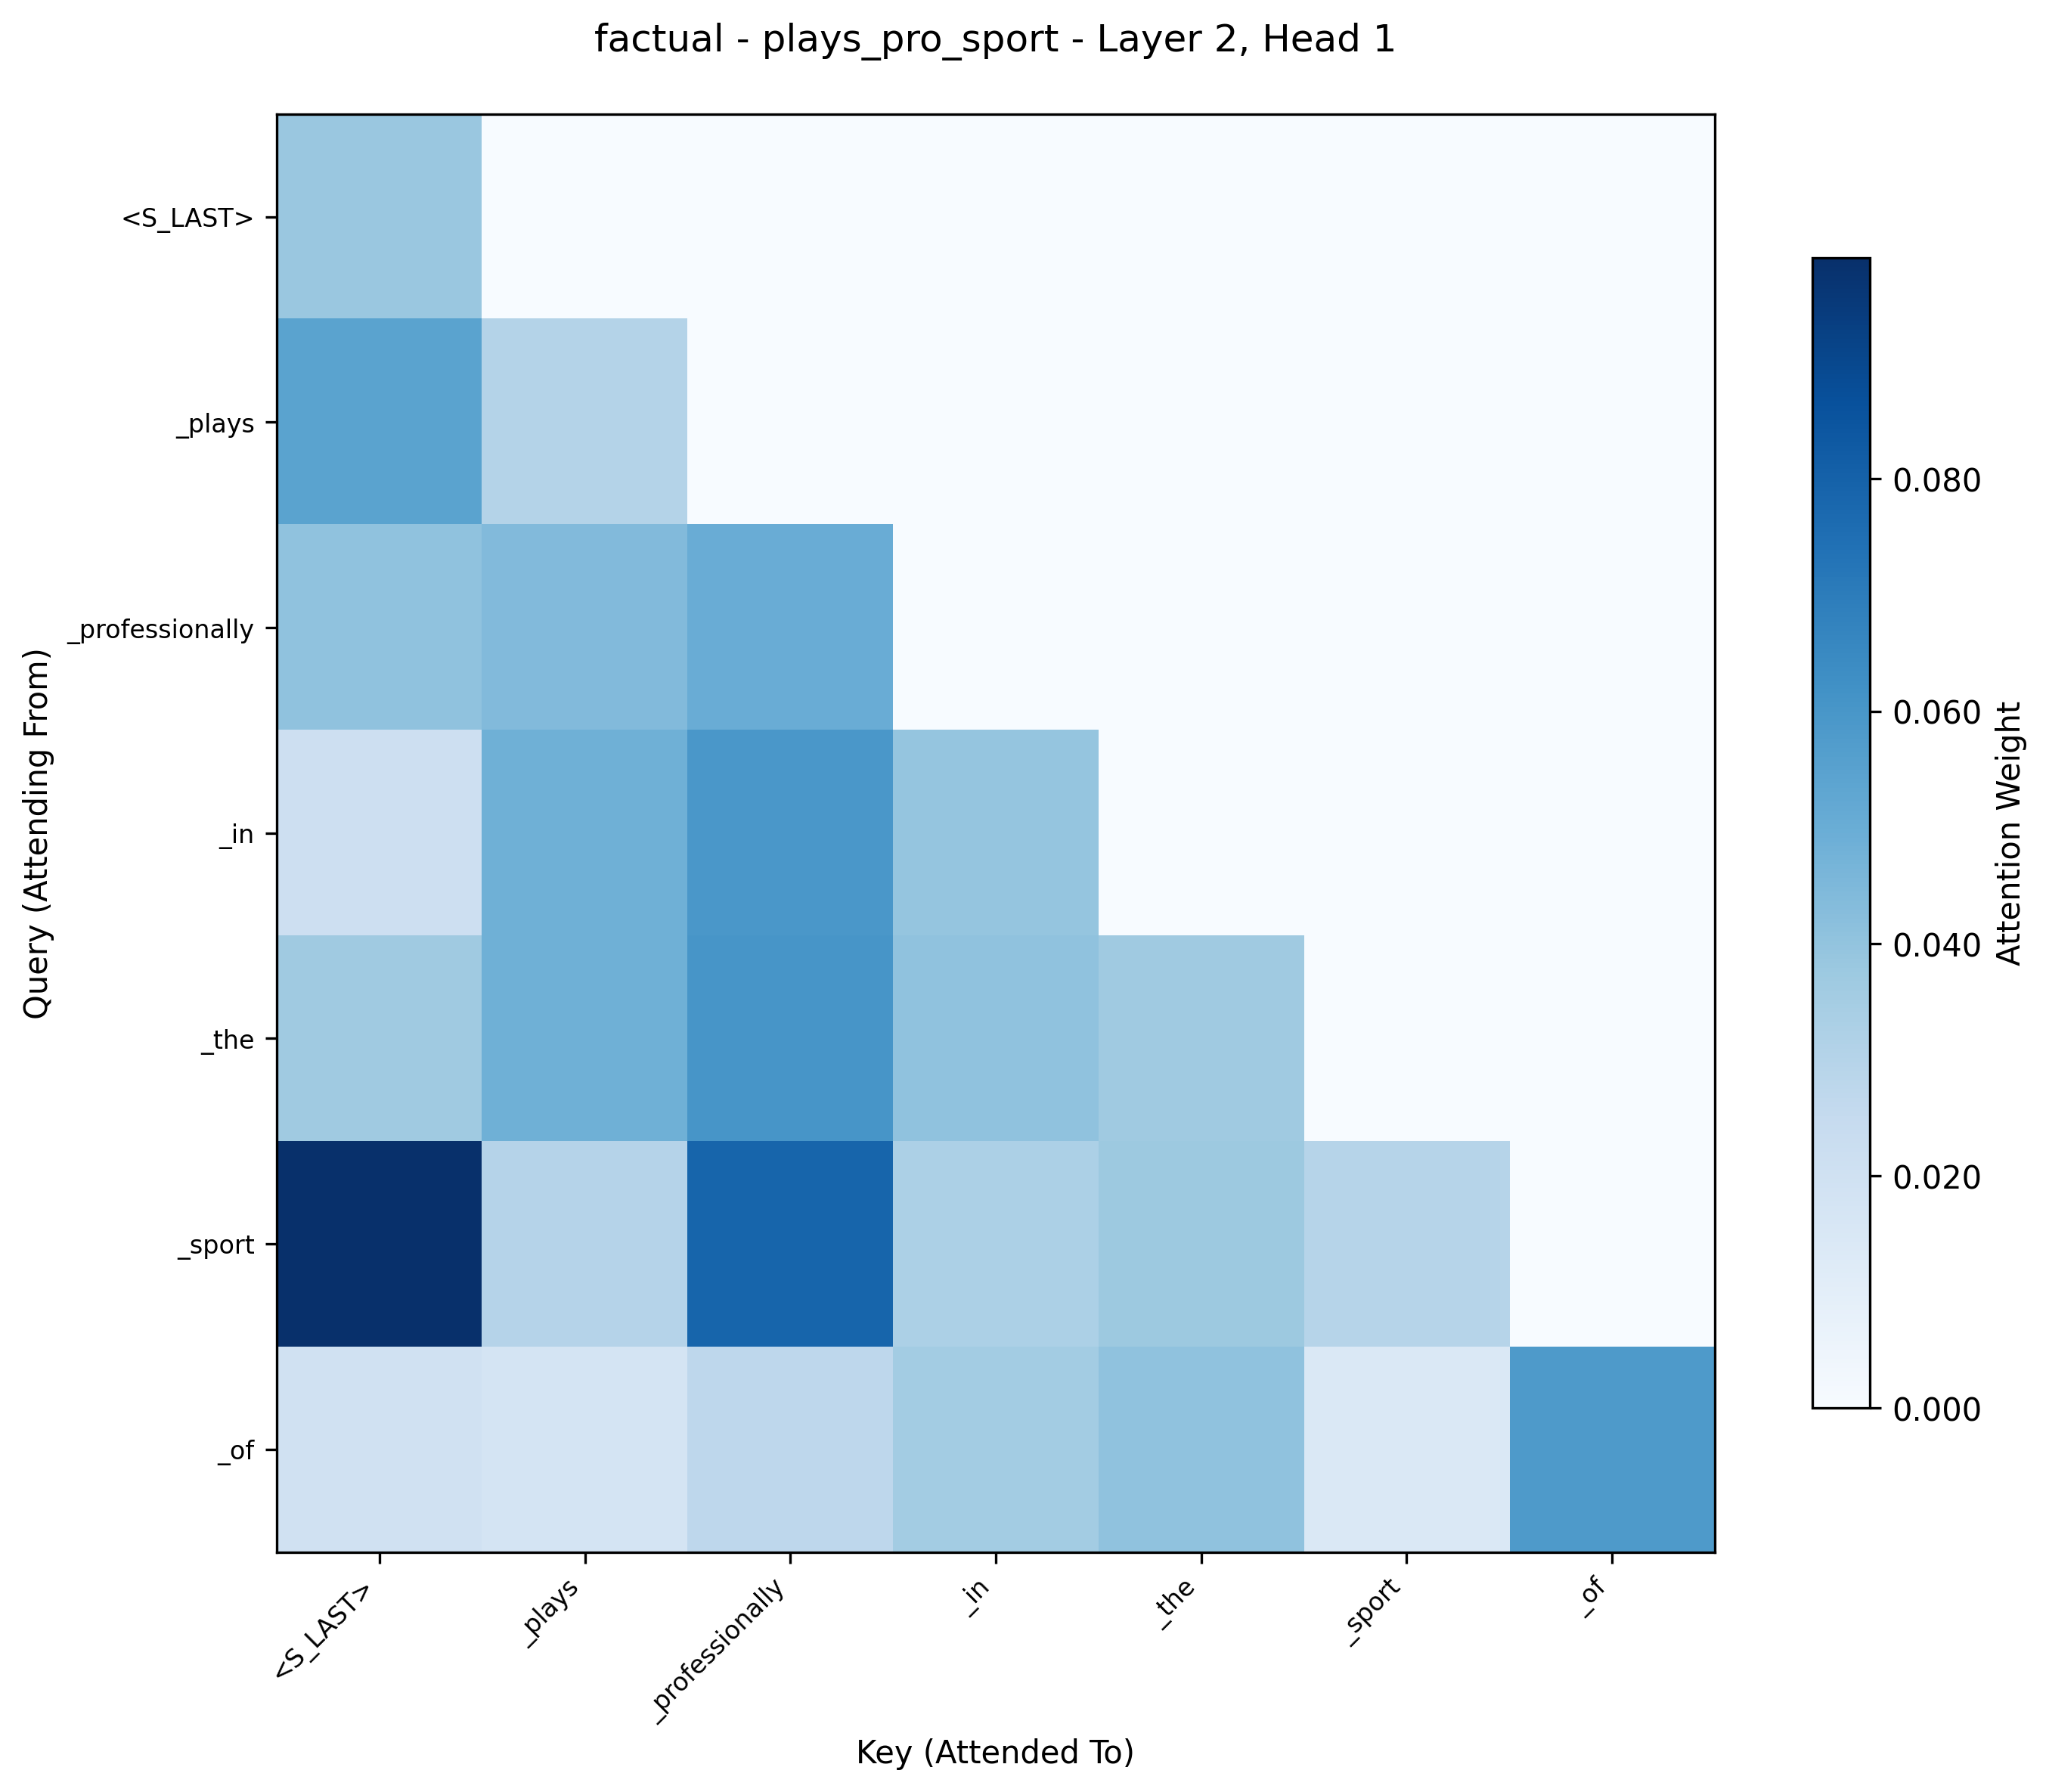 factual - plays_pro_sport - Layer 2, Head 1
Query (Attending From)
<S_LAST>
_plays
_professionally
_in
_the
_sport
_of
<S_LAST>
_plays
_professionally
_in
_the
_sport
_of
Key (Attended To)
0.080
0.060
0.040
0.020
0.000
Attention Weight